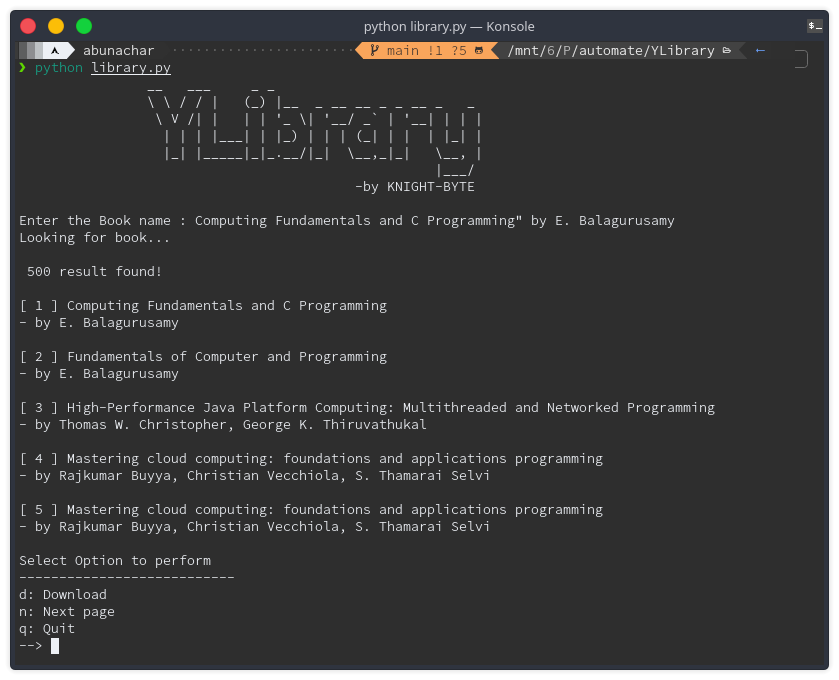 python library.py — Konsole
abunachar main !1 ?5 /mnt/6/P/automate/YLibrary ←
❯ python library.py
YLibrary
-by KNIGHT-BYTE
Enter the Book name : Computing Fundamentals and C Programming" by E. Balagurusamy
Looking for book...
500 result found!
[ 1 ] Computing Fundamentals and C Programming
- by E. Balagurusamy
[ 2 ] Fundamentals of Computer and Programming
- by E. Balagurusamy
[ 3 ] High-Performance Java Platform Computing: Multithreaded and Networked Programming
- by Thomas W. Christopher, George K. Thiruvathukal
[ 4 ] Mastering cloud computing: foundations and applications programming
- by Rajkumar Buyya, Christian Vecchiola, S. Thamarai Selvi
[ 5 ] Mastering cloud computing: foundations and applications programming
- by Rajkumar Buyya, Christian Vecchiola, S. Thamarai Selvi
Select Option to perform
---------------------------
d: Download
n: Next page
q: Quit
-->